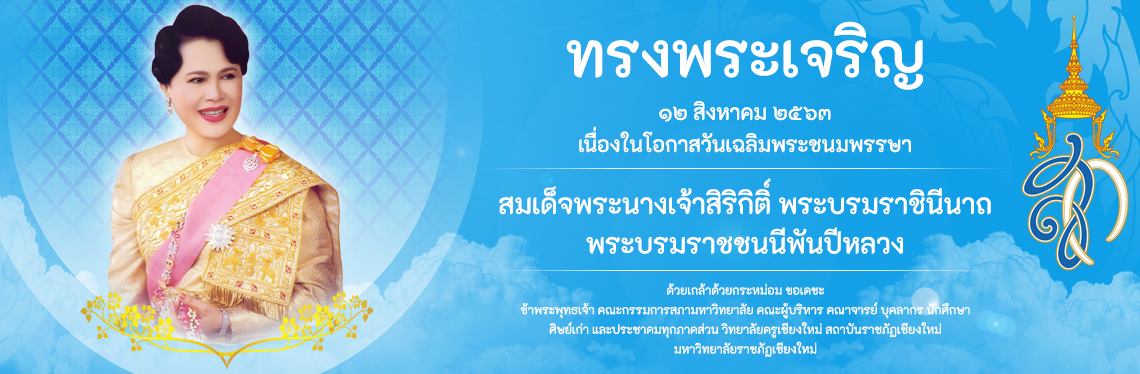 ทรงพระเจริญ
๑๒ สิงหาคม ๒๕๖๓
เนื่องในโอกาสวันเฉลิมพระชนมพรรษา
สมเด็จพระนางเจ้าสิริกิติ์ พระบรมราชินีนาถ
พระบรมราชชนนีพันปีหลวง
ด้วยเกล้าด้วยกระหม่อม ขอเดชะ
ข้าพระพุทธเจ้า คณะกรรมการสภามหาวิทยาลัย คณะผู้บริหาร คณาจารย์ บุคลากร นักศึกษา
ศิษย์เก่า และประชาคมทุกภาคส่วน วิทยาลัยครูเชียงใหม่ สถาบันราชภัฏเชียงใหม่
มหาวิทยาลัยราชภัฏเชียงใหม่